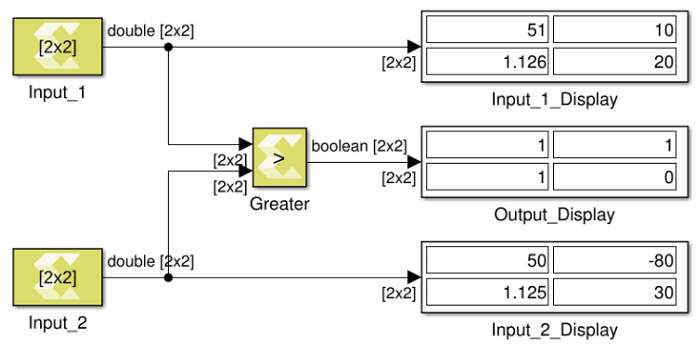 [2x2]
double [2x2]
Input_1
[2x2]
51 10
1.126 20
Input_1_Display
[2x2]
[2x2]
>
Greater
boolean [2x2]
[2x2]
1 1
1 0
Output_Display
[2x2]
double [2x2]
Input_2
[2x2]
50 -80
1.125 30
Input_2_Display